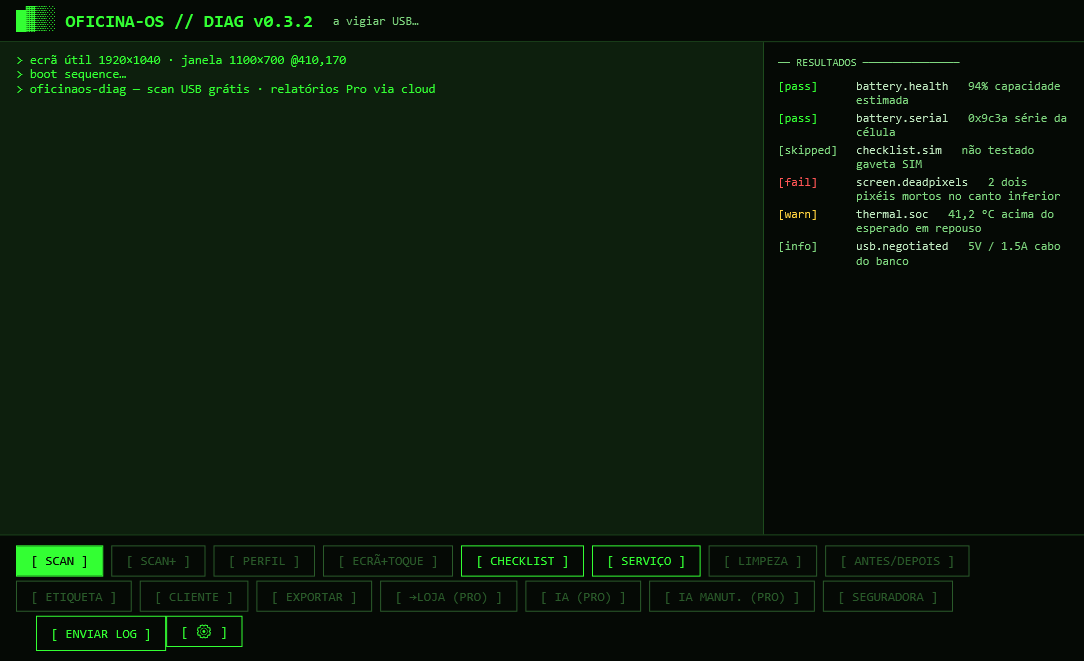 OFICINA-OS // DIAG v0.3.2 a vigiar USB…
> ecrã útil 1920×1040 · janela 1100×700 @410,170
> boot sequence…
> oficinaos-diag — scan USB grátis · relatórios Pro via cloud
── RESULTADOS ────────────────
[pass] battery.health 94% capacidade
estimada
[pass] battery.serial 0x9c3a série da
célula
[skipped] checklist.sim não testado
gaveta SIM
[fail] screen.deadpixels 2 dois
pixéis mortos no canto inferior
[warn] thermal.soc 41,2 °C acima do
esperado em repouso
[info] usb.negotiated 5V / 1.5A cabo
do banco
[ SCAN ] [ SCAN+ ] [ PERFIL ] [ ECRÃ+TOQUE ] [ CHECKLIST ] [ SERVIÇO ] [ LIMPEZA ] [ ANTES/DEPOIS ]
[ ETIQUETA ] [ CLIENTE ] [ EXPORTAR ] [ →LOJA (PRO) ] [ IA (PRO) ] [ IA MANUT. (PRO) ] [ SEGURADORA ]
[ ENVIAR LOG ] [ ⚙ ]